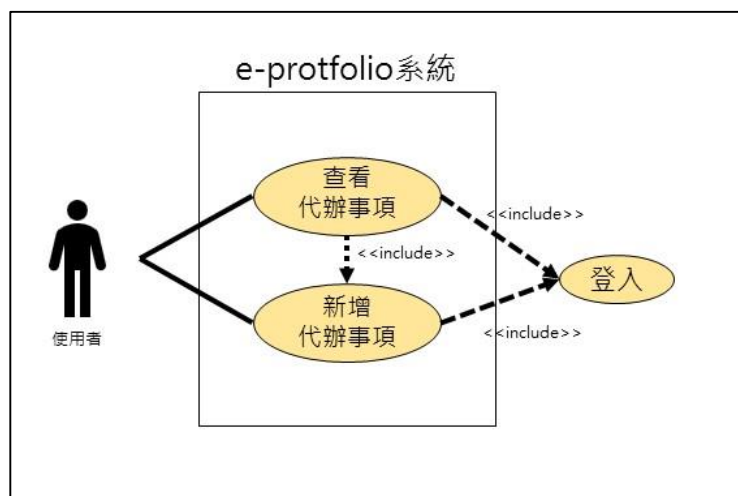 e-protfolio系統
查看
代辦事項
<<include>>
<<include>>
登入
新增
代辦事項
<<include>>
使用者